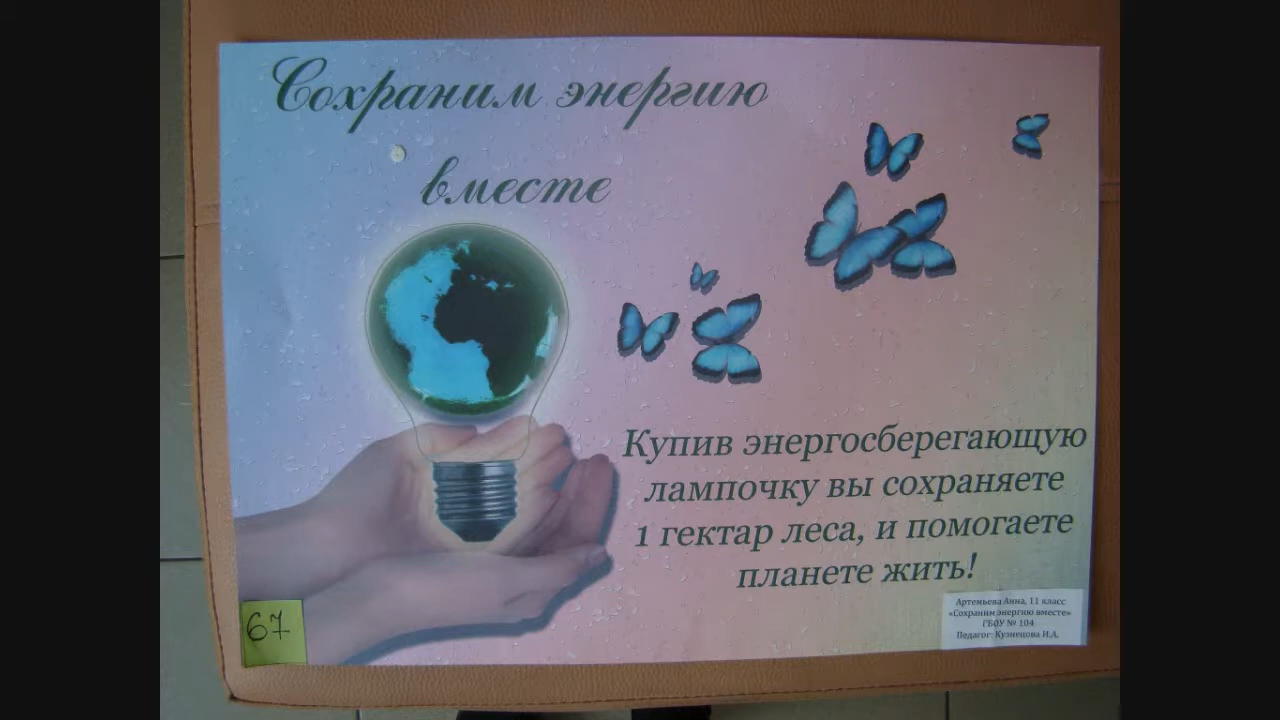 Сохраним энергию
вместе
Купив энергосберегающую
лампочку вы сохраняете
1 гектар леса, и помогаете
планете жить!
Артемьева Анна, 11 класс
«Сохраним энергию вместе»
ГБОУ № 104
Педагог: Кузнецова И.А.
67